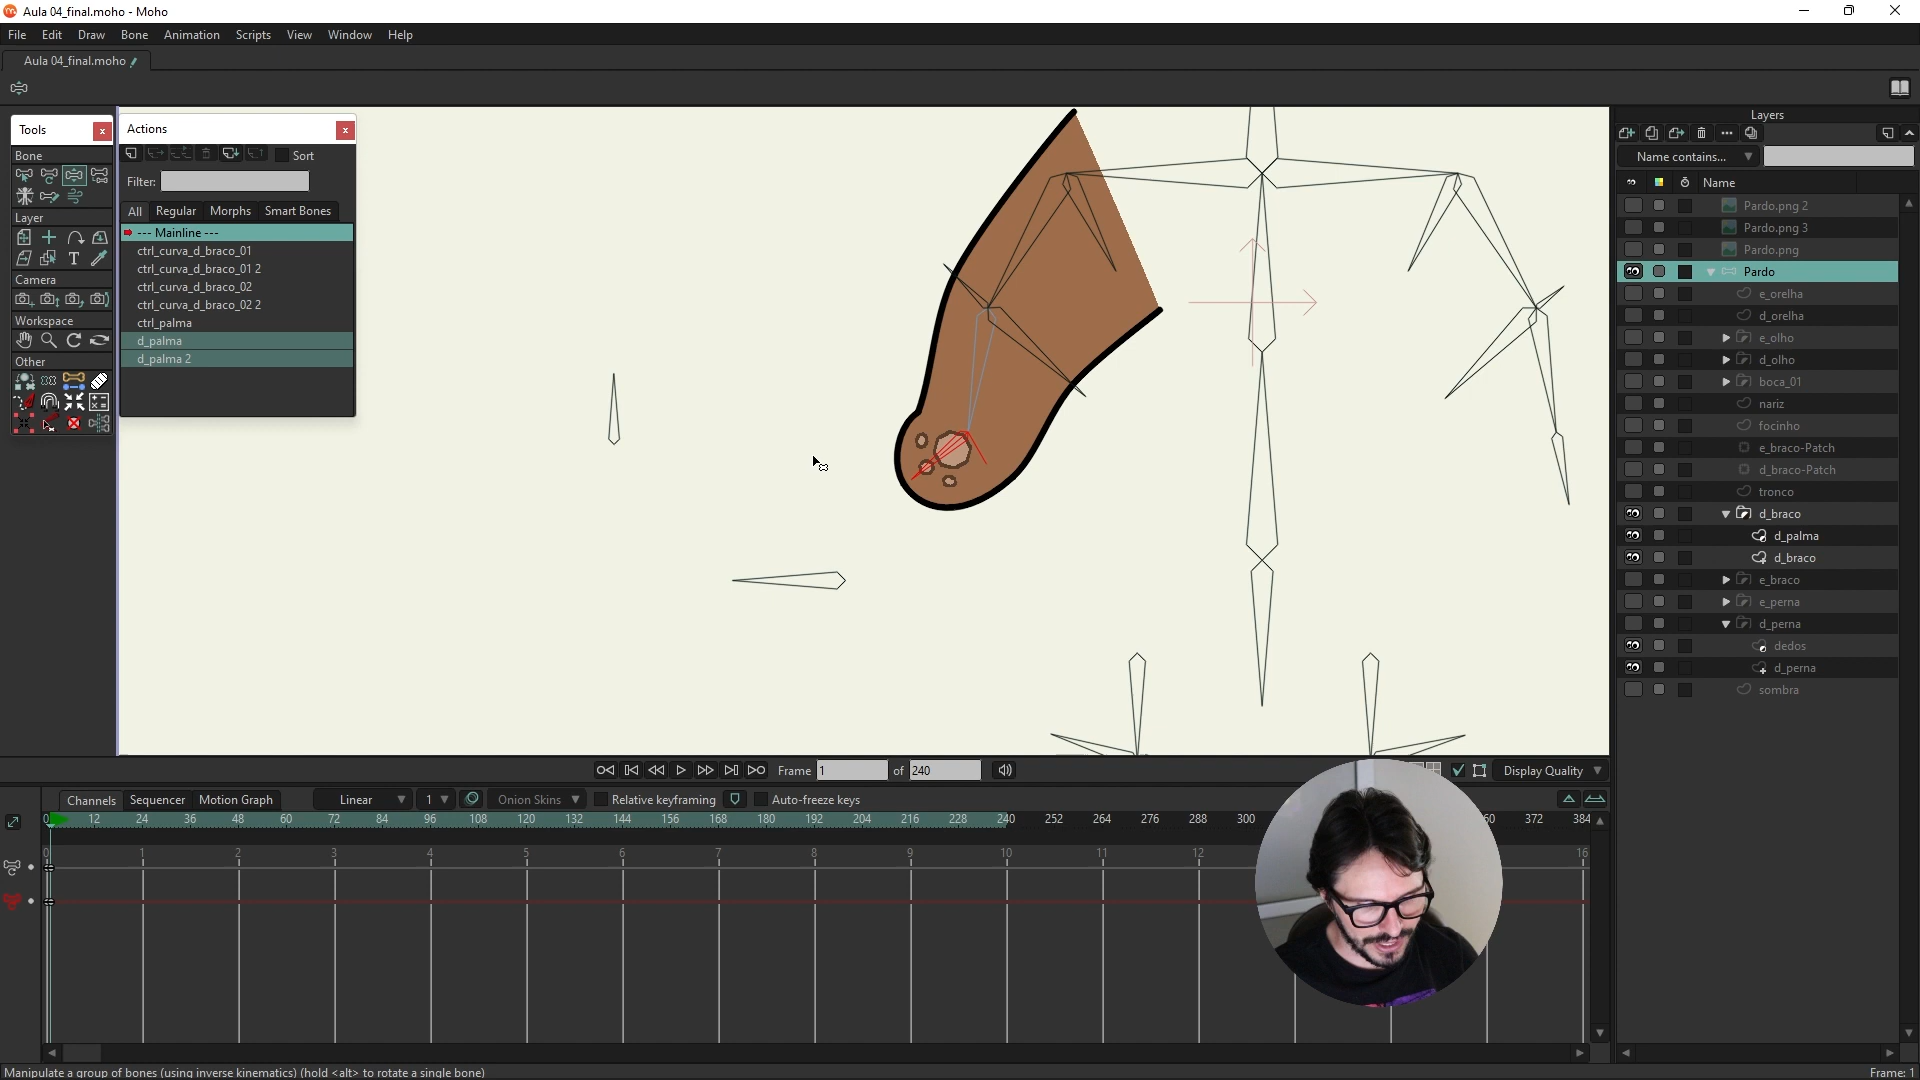 Aula 04_final.moho - Moho
File Edit Draw Bone Animation Scripts View Window Help
Aula 04_final.moho
Tools
Bone
Layer
Camera
Workspace
Other
Actions
Sort
Filter:
All Regular Morphs Smart Bones
--- Mainline ---
ctrl_curva_d_braco_01
ctrl_curva_d_braco_01 2
ctrl_curva_d_braco_02
ctrl_curva_d_braco_02 2
ctrl_palma
d_palma
d_palma 2
Layers
Name contains...
Name
Pardo.png 2
Pardo.png 3
Pardo.png
Pardo
e_orelha
d_orelha
e_olho
d_olho
boca_01
nariz
focinho
e_braco-Patch
d_braco-Patch
tronco
d_braco
d_palma
d_braco
e_braco
e_perna
d_perna
dedos
d_perna
sombra
Frame 1 of 240
Display Quality
Channels Sequencer Motion Graph Linear 1 Onion Skins Relative keyframing Auto-freeze keys
0 12 24 36 48 60 72 84 96 108 120 132 144 156 168 180 192 204 216 228 240 252 264 276 288 300 60 372 384
0 1 2 3 4 5 6 7 8 9 10 11 12 16
Manipulate a group of bones (using inverse kinematics) (hold <alt> to rotate a single bone)
Frame: 1